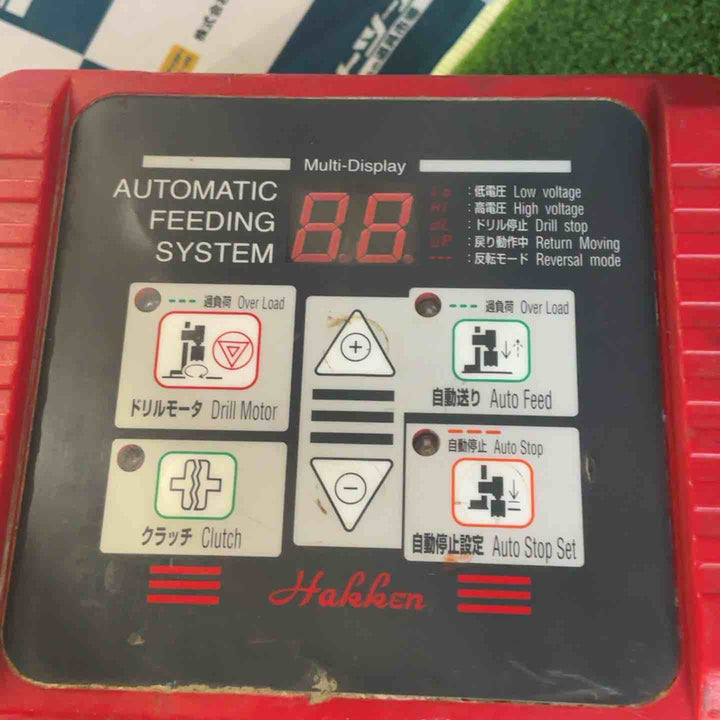 株式会社
Multi-Display
AUTOMATIC
FEEDING
SYSTEM
Lo :低電圧 Low voltage
Hi :高電圧 High voltage
:ドリル停止 Drill stop
UP :戻り動作中 Return Moving
--- :反転モード Reversal mode
--- 過負荷 Over Load
ドリルモータ Drill Motor
+
--- 過負荷 Over Load
自動送り Auto Feed
クラッチ Clutch
−
自動停止 Auto Stop
自動停止設定 Auto Stop Set
Hakken